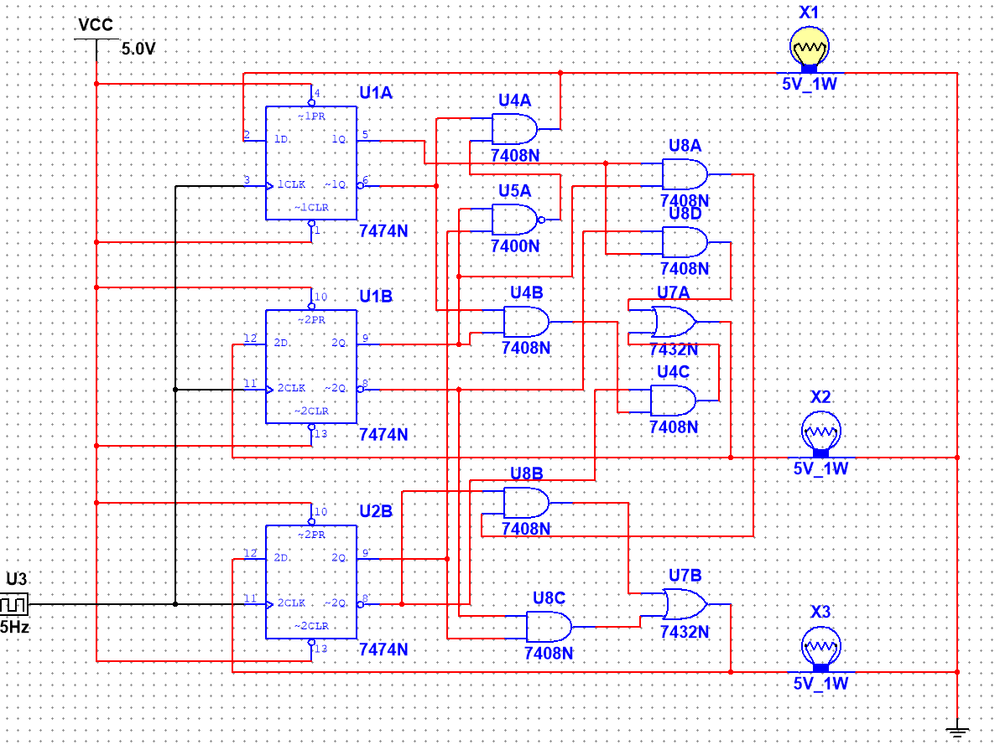 X1
VCC
5.0V
5V_1W
4
U1A
U4A
~1PR
2
1D
1Q
5
7408N
U8A
3
1CLK
~1Q
6
U5A
7408N
~1CLR
U8D
1
7474N
7400N
7408N
10
U1B
U4B
U7A
~2PR
12
2D
2Q
9
7408N
7432N
U4C
11
2CLK
~2Q
8
X2
~2CLR
7408N
13
7474N
5V_1W
U8B
10
U2B
~2PR
7408N
12
2D
2Q
9
U3
U7B
11
2CLK
~2Q
8
U8C
X3
5Hz
~2CLR
7432N
13
7474N
7408N
5V_1W